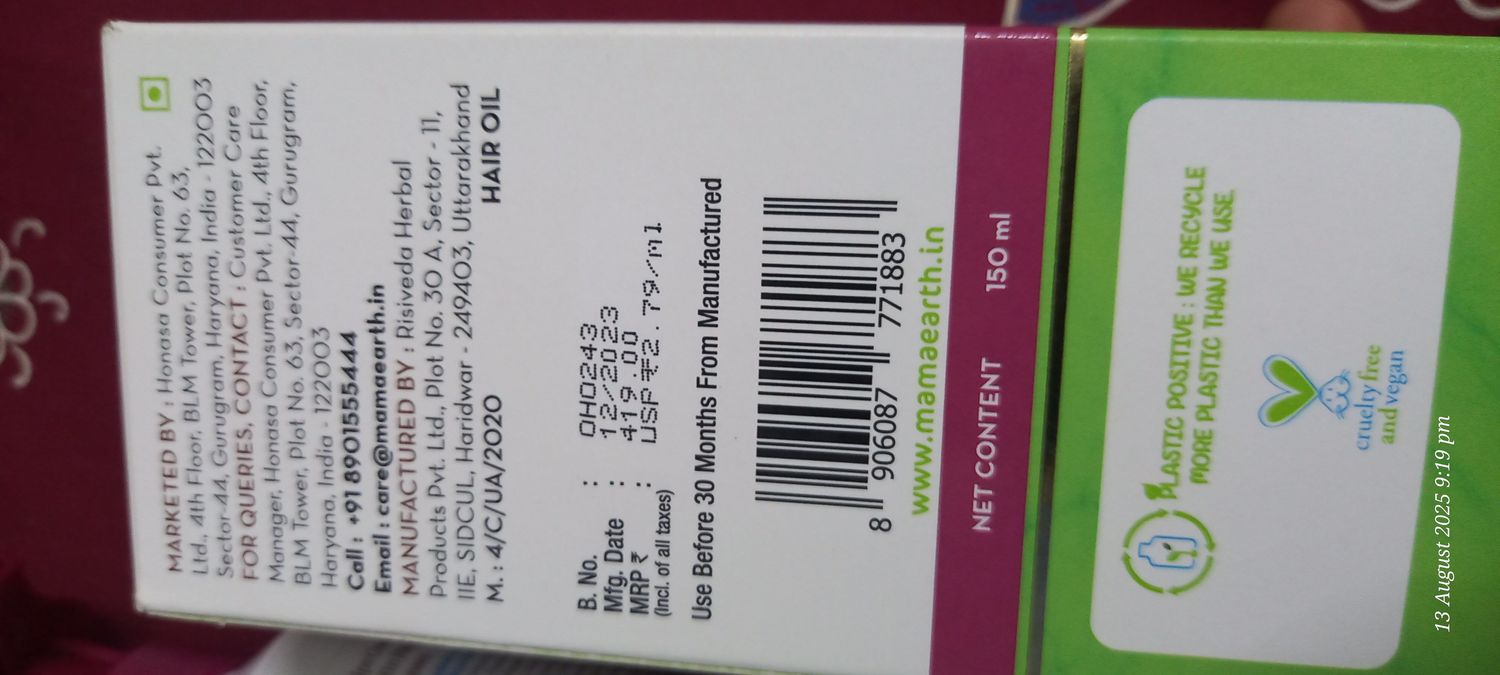 MARKETED BY : Honasa Consumer Pvt.
Ltd., 4th Floor, BLM Tower, Plot No. 63,
Sector-44, Gurugram, Haryana, India - 122003
FOR QUERIES, CONTACT : Customer Care
Manager, Honasa Consumer Pvt. Ltd., 4th Floor,
BLM Tower, Plot No. 63, Sector-44, Gurugram,
Haryana, India - 122003
Call : +918901555444
Email : care@mamaearth.in
MANUFACTURED BY : Risiveda Herbal
Products Pvt. Ltd., Plot No. 30 A, Sector - 11,
IIE, SIDCUL, Haridwar - 249403, Uttarakhand
M. : 4/C/UA/2020 HAIR OIL
B. No. : OHO243
Mfg. Date : 12/2023
MRP ₹ : 419.00
(Incl. of all taxes) USP ₹2.79/ml
Use Before 30 Months From Manufactured
8 906087 771883
www.mamaearth.in
NET CONTENT 150 ml
PLASTIC POSITIVE : WE RECYCLE
MORE PLASTIC THAN WE USE.
cruelty free
and vegan
13 August 2025 9:19 pm